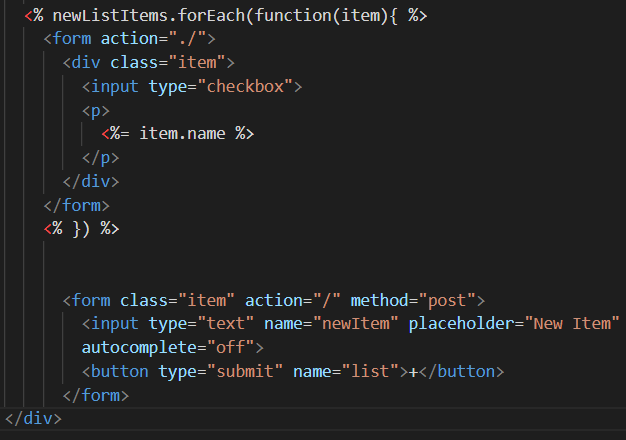 <% newListItems.forEach(function(item){ %>
<form action="./">
<div class="item">
<input type="checkbox">
<p>
<%= item.name %>
</p>
</div>
</form>
<% }) %>
<form class="item" action="/" method="post">
<input type="text" name="newItem" placeholder="New Item"
autocomplete="off">
<button type="submit" name="list">+</button>
</form>
</div>